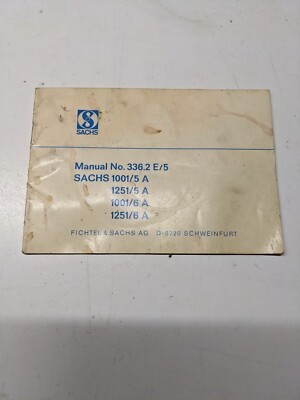 SACHS
Manual No. 336.2 E/5
SACHS 1001/5 A
1251/5 A
1001/6 A
1251/6 A
FICHTEL & SACHS AG D-8720 SCHWEINFURT